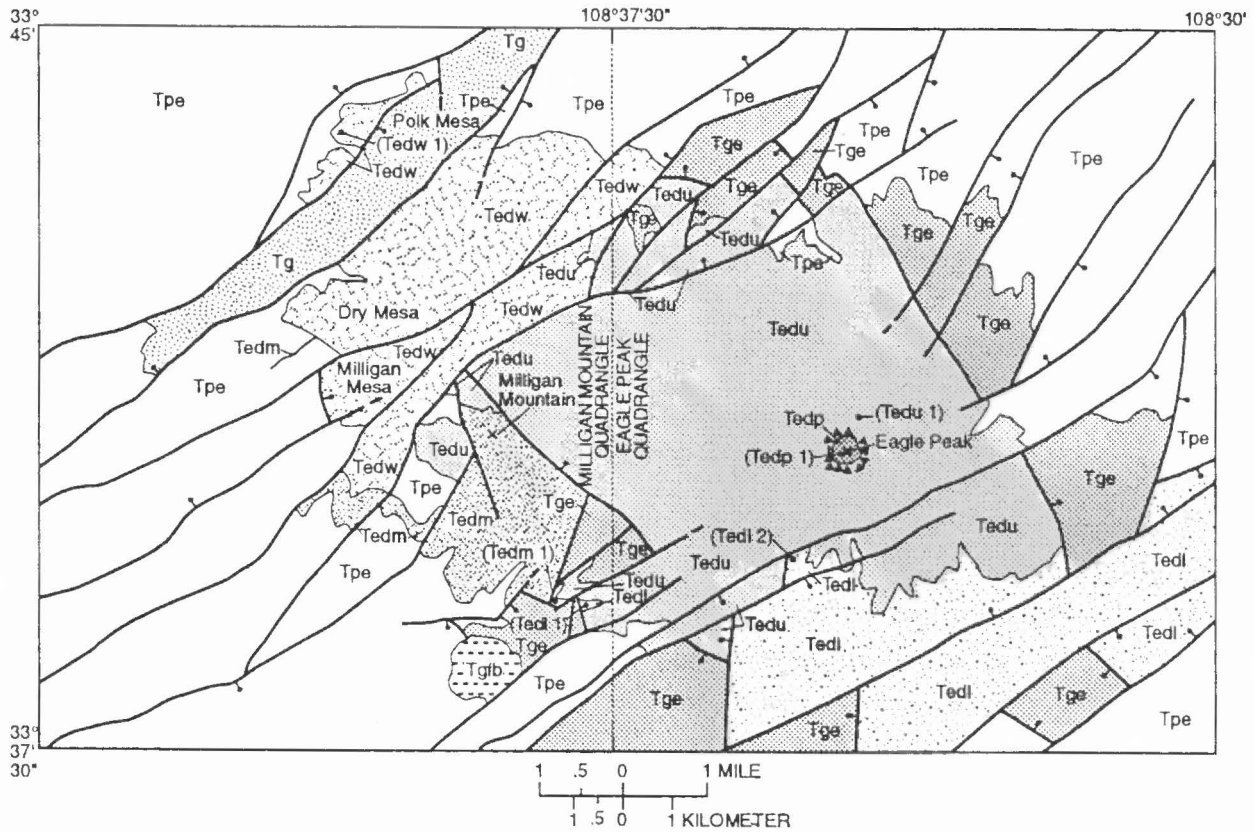 33°
45'
108°37'30"
108°30'
Tg
Tpe
Tpe
Polk Mesa
(Tedw 1)
Tedw
Tpe
Tpe
Tge
Tge
Tpe
Tpe
Tpe
Tedw
Tedu
Tge
Tge
Tedw
Tge
Tedu
Tge
Tge
Tg
Tedu
Tpe
Dry Mesa
Tedw
Tedu
Tedu
Tge
Tedm
Tedw
Tpe
Milligan
Mesa
Tedu
Milligan
Mountain
MILLIGAN MOUNTAIN
QUADRANGLE
EAGLE PEAK
QUADRANGLE
Tedp
(Tedu 1)
Eagle Peak
(Tedp 1)
Tpe
Tedu
Tedw
Tpe
Tge
Tge
Tedm
Tedm
(Tedm 1)
Tge
(Tedl 2)
Tedu
Tedu
Tpe
Tedu
Tedl
Tedl
Tedl
(Tedl 1)
Tge
Tedu
Tedl
Tedl
Tgfb
Tpe
Tge
Tedl
Tge
Tge
Tpe
33°
37'
30"
1 .5 0 1 MILE
1 .5 0 1 KILOMETER